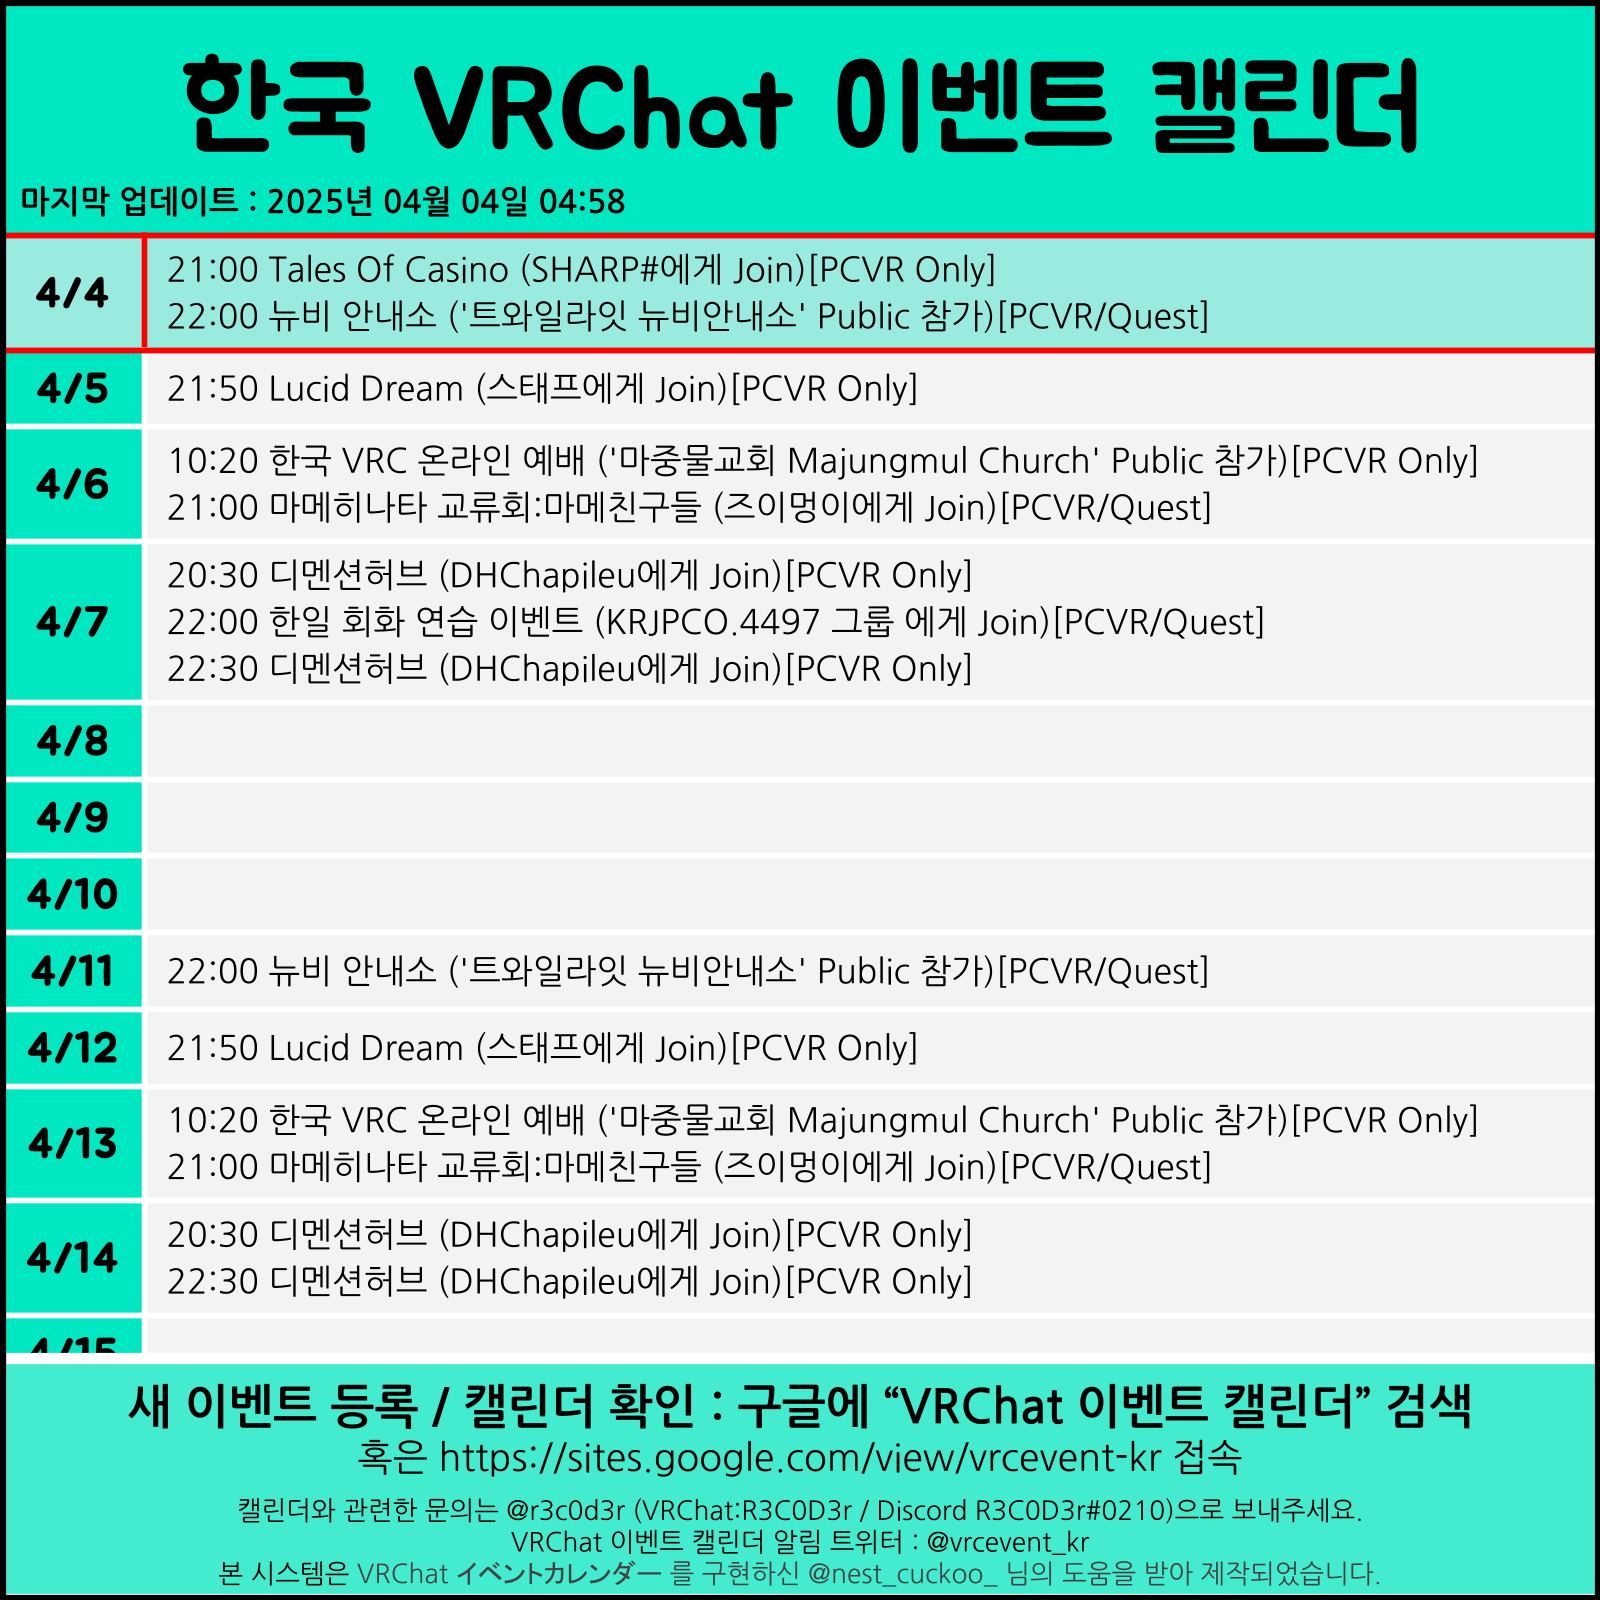 한국 VRChat 이벤트 캘린더
마지막 업데이트 : 2025년 04월 04일 04:58
4/4
21:00 Tales Of Casino (SHARP#에게 Join)[PCVR Only]
22:00 뉴비 안내소 ('트와일라잇 뉴비안내소' Public 참가)[PCVR/Quest]
4/5
21:50 Lucid Dream (스태프에게 Join)[PCVR Only]
4/6
10:20 한국 VRC 온라인 예배 ('마중물교회 Majungmul Church' Public 참가)[PCVR Only]
21:00 마메히나타 교류회:마메친구들 (즈이멍이에게 Join)[PCVR/Quest]
4/7
20:30 디멘션허브 (DHChapileu에게 Join)[PCVR Only]
22:00 한일 회화 연습 이벤트 (KRJPCO.4497 그룹 에게 Join)[PCVR/Quest]
22:30 디멘션허브 (DHChapileu에게 Join)[PCVR Only]
4/8
4/9
4/10
4/11
22:00 뉴비 안내소 ('트와일라잇 뉴비안내소' Public 참가)[PCVR/Quest]
4/12
21:50 Lucid Dream (스태프에게 Join)[PCVR Only]
4/13
10:20 한국 VRC 온라인 예배 ('마중물교회 Majungmul Church' Public 참가)[PCVR Only]
21:00 마메히나타 교류회:마메친구들 (즈이멍이에게 Join)[PCVR/Quest]
4/14
20:30 디멘션허브 (DHChapileu에게 Join)[PCVR Only]
22:30 디멘션허브 (DHChapileu에게 Join)[PCVR Only]
4/15
새 이벤트 등록 / 캘린더 확인 : 구글에 “VRChat 이벤트 캘린더” 검색
혹은 https://sites.google.com/view/vrcevent-kr 접속
캘린더와 관련한 문의는 @r3c0d3r (VRChat:R3C0D3r / Discord R3C0D3r#0210)으로 보내주세요.
VRChat 이벤트 캘린더 알림 트위터 : @vrcevent_kr
본 시스템은 VRChat イベントカレンダー 를 구현하신 @nest_cuckoo_ 님의 도움을 받아 제작되었습니다.